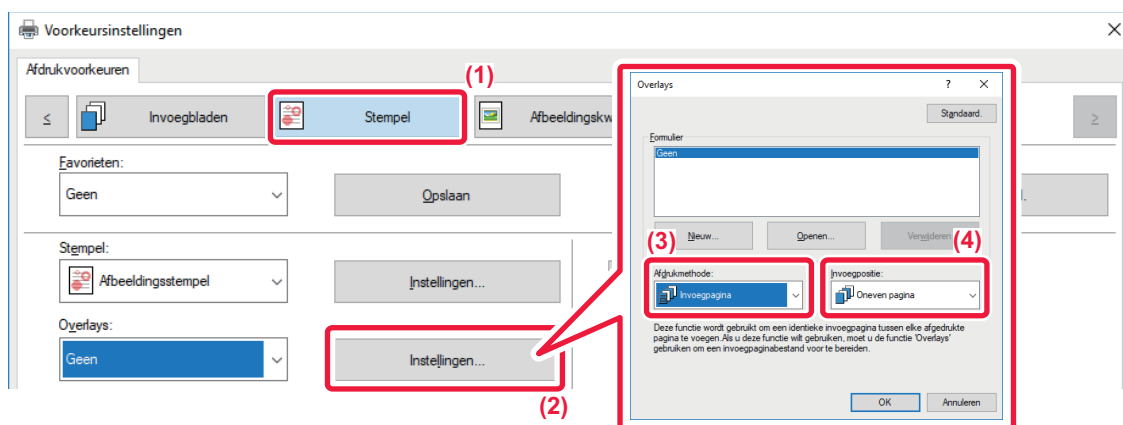 Voorkeursinstellingen
Afdrukvoorkeuren
(1)
<
Invoegbladen
Stempel
Afbeeldingskw
>
Favorieten:
Geen
Opslaan
Stempel:
Afbeeldingsstempel
Instellingen...
Overlays:
Geen
Instellingen...
(2)
Overlays
?
Standaard.
Formulier
Geen
Nieuw...
Openen...
Verwijderen
(3)
(4)
Afdrukmethode:
Invoegpagina
Invoegpositie:
Oneven pagina
Deze functie wordt gebruikt om een identieke invoegpagina tussen elke afgedrukte
pagina te voegen.Als u deze functie wilt gebruiken, moet u de functie 'Overlays'
gebruiken om een invoegpaginabestand voor te bereiden.
OK
Annuleren